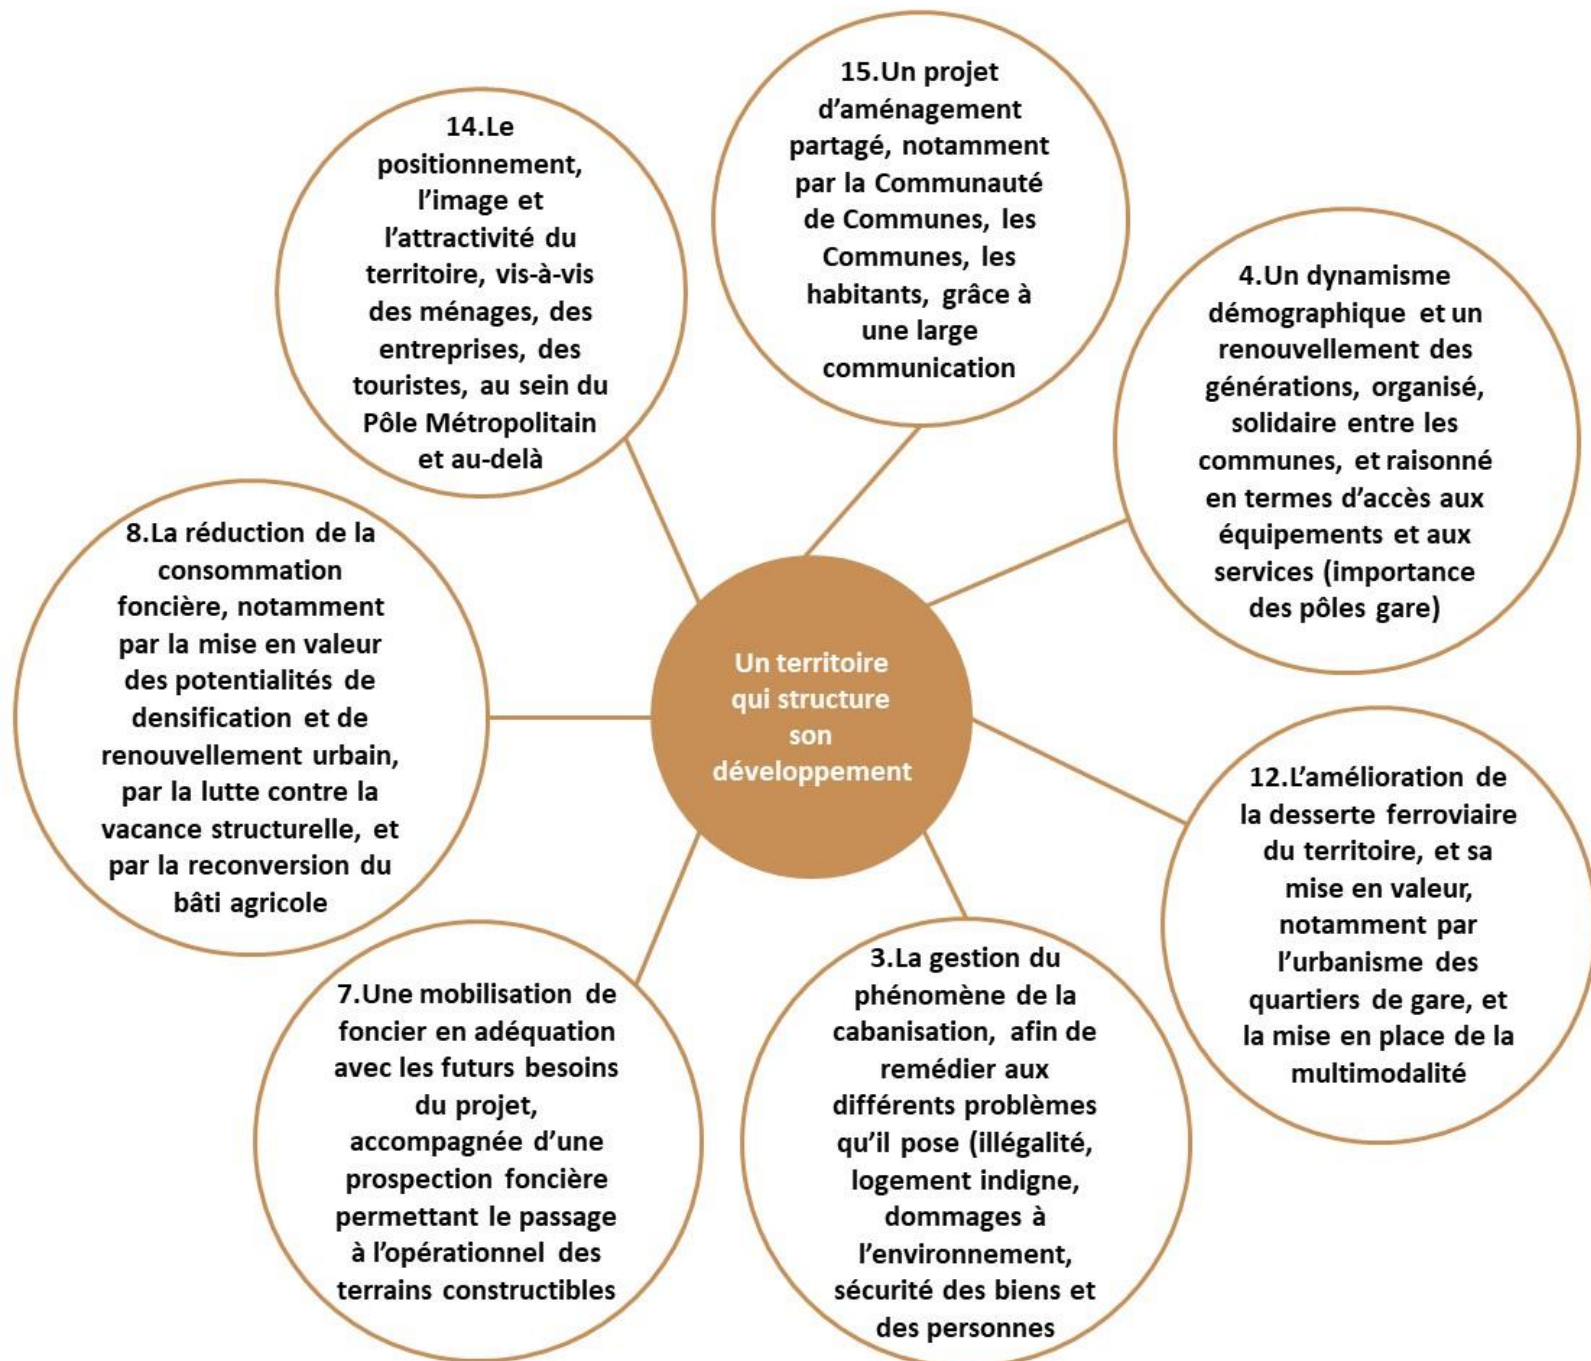 15.Un projet
d’aménagement
partagé, notamment
par la Communauté
de Communes, les
Communes, les
habitants, grâce à
une large
communication
14.Le
positionnement,
l’image et
l’attractivité du
territoire, vis-à-vis
des ménages, des
entreprises, des
touristes, au sein du
Pôle Métropolitain
et au-delà
4.Un dynamisme
démographique et un
renouvellement des
générations, organisé,
solidaire entre les
communes, et raisonné
en termes d’accès aux
équipements et aux
services (importance
des pôles gare)
8.La réduction de la
consommation
foncière, notamment
par la mise en valeur
des potentialités de
densification et de
renouvellement urbain,
par la lutte contre la
vacance structurelle, et
par la reconversion du
bâti agricole
Un territoire
qui structure
son
développement
12.L’amélioration de
la desserte ferroviaire
du territoire, et sa
mise en valeur,
notamment par
l’urbanisme des
quartiers de gare, et
la mise en place de la
multimodalité
7.Une mobilisation de
foncier en adéquation
avec les futurs besoins
du projet,
accompagnée d’une
prospection foncière
permettant le passage
à l’opérationnel des
terrains constructibles
3.La gestion du
phénomène de la
cabanisation, afin de
remédier aux
différents problèmes
qu’il pose (illégalité,
logement indigne,
dommages à
l’environnement,
sécurité des biens et
des personnes